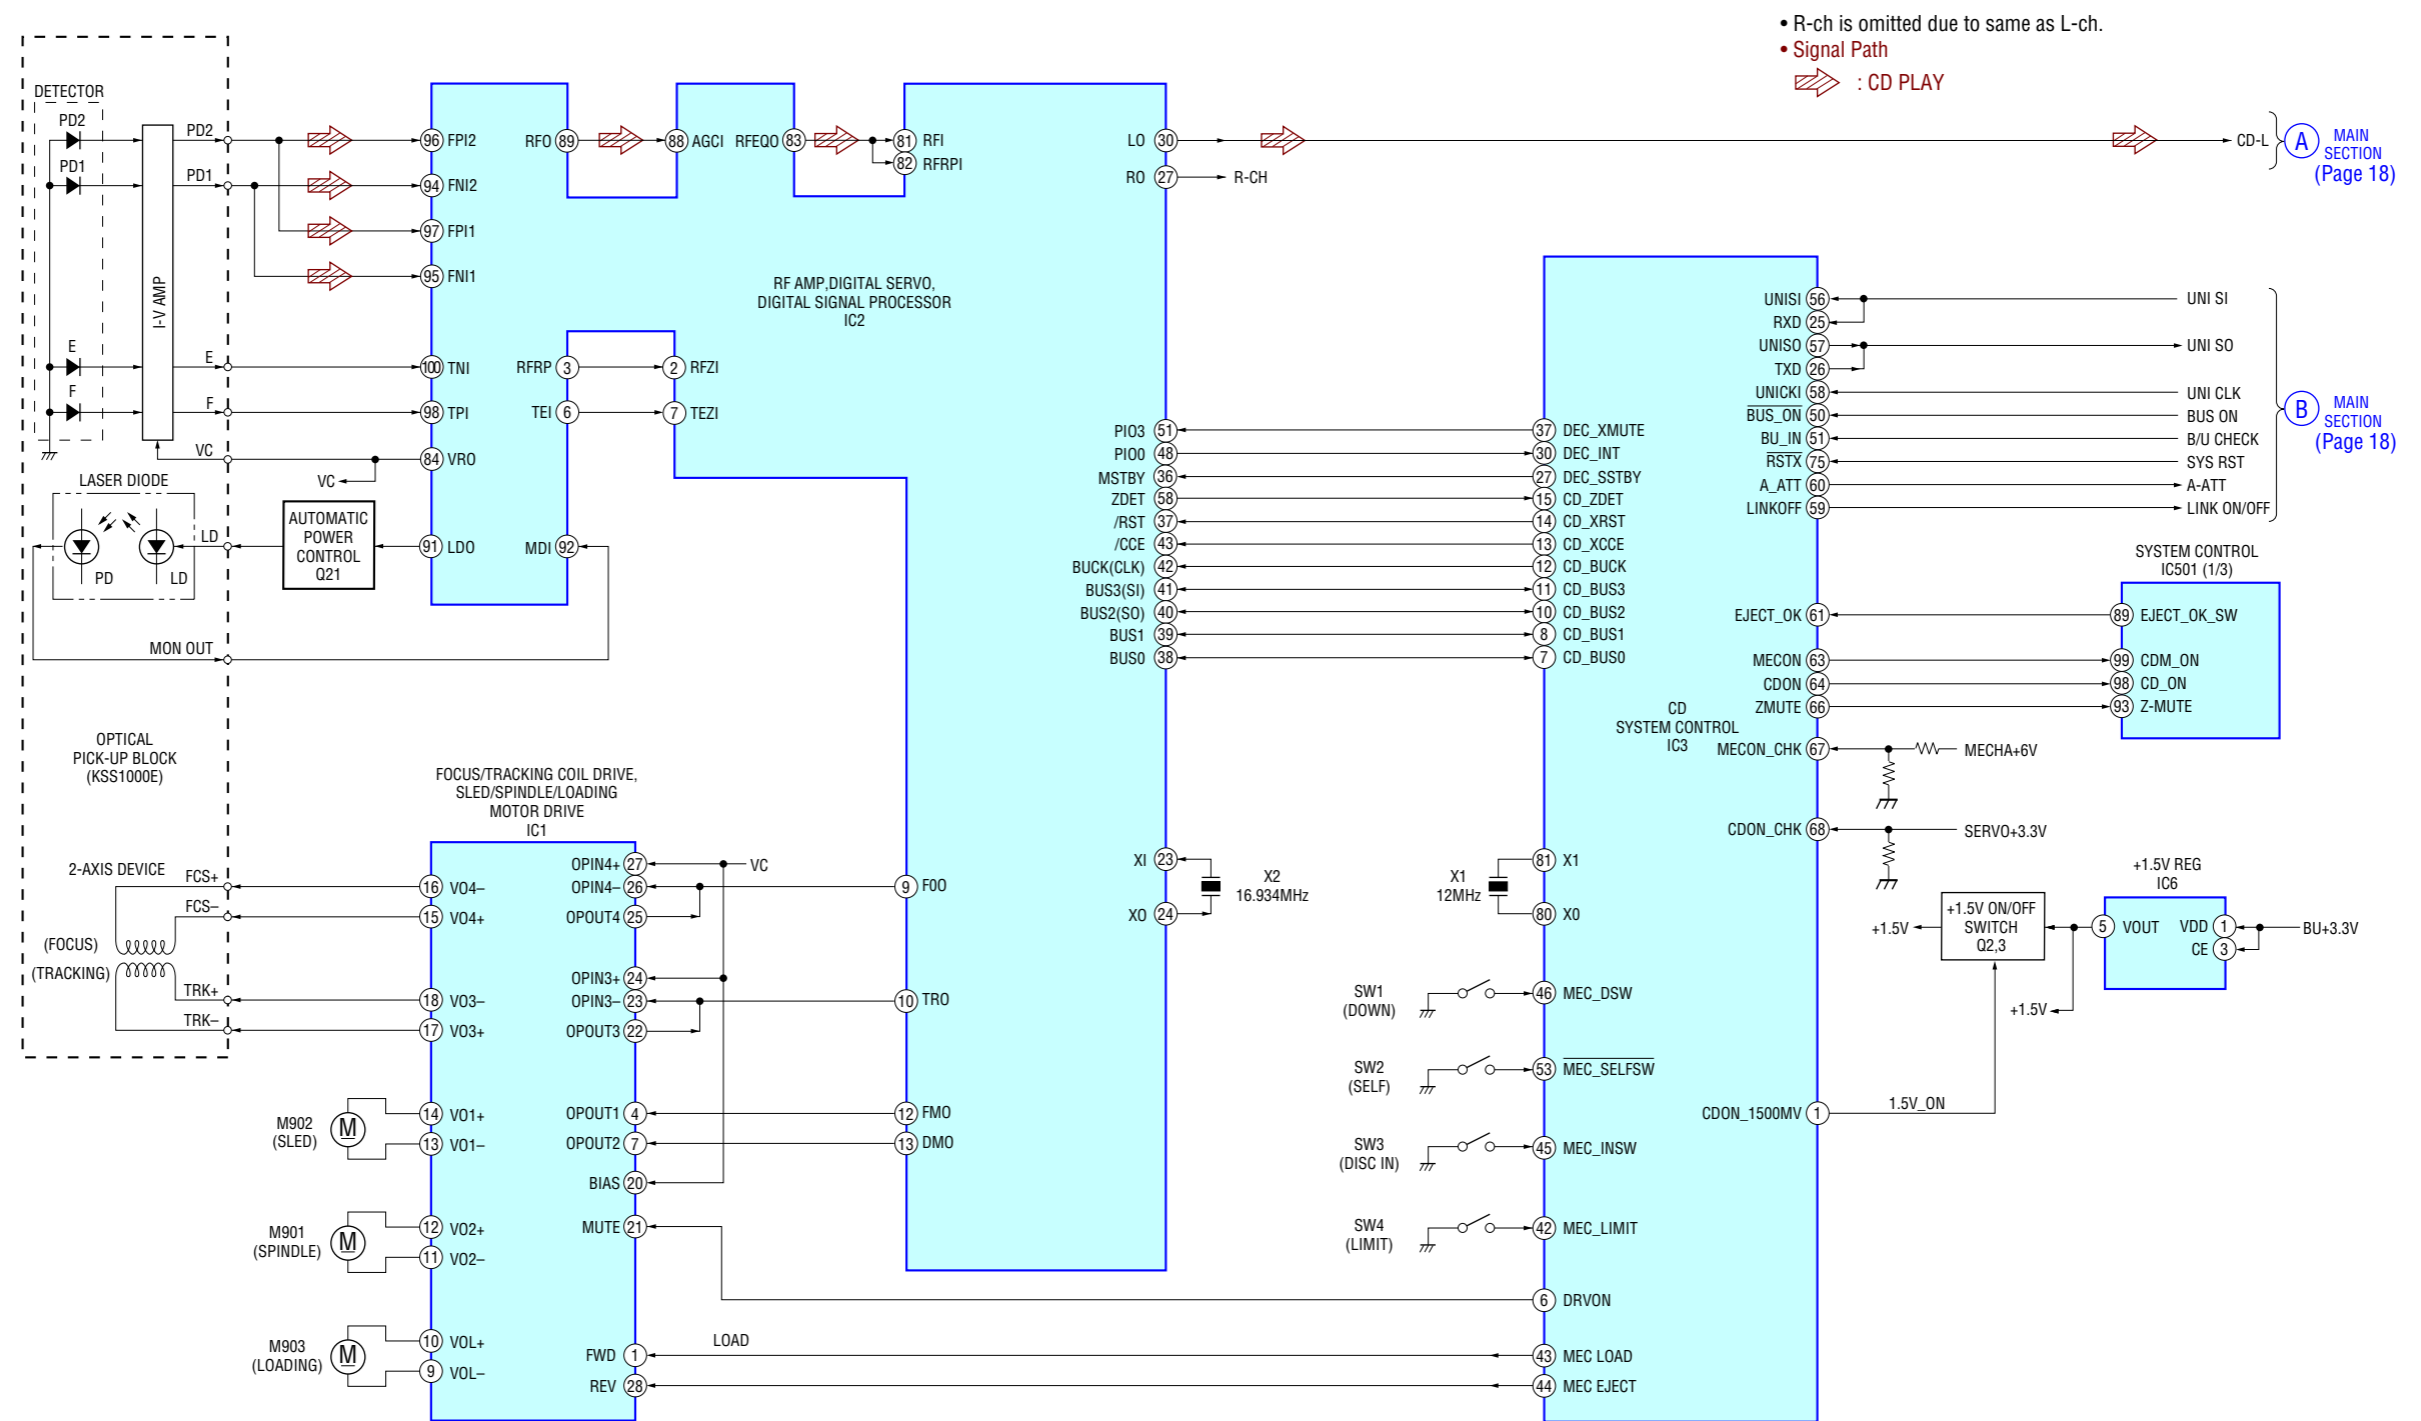 • R-ch is omitted due to same as L-ch.
• Signal Path
: CD PLAY
DETECTOR
PD2
PD1
E
F
I-V AMP
PD2
PD1
E
F
VC
VC
LASER DIODE
PD
LD
LD
MON OUT
AUTOMATIC
POWER
CONTROL
Q21
OPTICAL
PICK-UP BLOCK
(KSS1000E)
2-AXIS DEVICE
(FOCUS)
(TRACKING)
FCS+
FCS–
TRK+
TRK–
96 FPI2
94 FNI2
97 FPI1
95 FNI1
100 TNI
98 TPI
84 VRO
91 LDO
RFO 89
88 AGCI
RFEQO 83
81 RFI
82 RFRPI
RFRP 3
2 RFZI
TEI 6
7 TEZI
MDI 92
RF AMP,DIGITAL SERVO,
DIGITAL SIGNAL PROCESSOR
IC2
LO 30
RO 27
R-CH
CD-L
A
MAIN
SECTION
(Page 18)
PIO3 51
PIO0 48
MSTBY 36
ZDET 58
/RST 37
/CCE 43
BUCK(CLK) 42
BUS3(SI) 41
BUS2(SO) 40
BUS1 39
BUS0 38
XI 23
XO 24
X2
16.934MHz
9 FOO
10 TRO
12 FMO
13 DMO
FOCUS/TRACKING COIL DRIVE,
SLED/SPINDLE/LOADING
MOTOR DRIVE
IC1
16 VO4–
15 VO4+
18 VO3–
17 VO3+
14 VO1+
13 VO1–
12 VO2+
11 VO2–
10 VOL+
9 VOL–
OPIN4+ 27
OPIN4– 26
OPOUT4 25
OPIN3+ 24
OPIN3– 23
OPOUT3 22
OPOUT1 4
OPOUT2 7
BIAS 20
MUTE 21
FWD 1
REV 28
VC
LOAD
M902
(SLED)
M
M901
(SPINDLE)
M
M903
(LOADING)
M
37 DEC_XMUTE
30 DEC_INT
27 DEC_SSTBY
15 CD_ZDET
14 CD_XRST
13 CD_XCCE
12 CD_BUCK
11 CD_BUS3
10 CD_BUS2
8 CD_BUS1
7 CD_BUS0
CD
SYSTEM CONTROL
IC3
X1
12MHz
81 X1
80 X0
SW1
(DOWN)
46 MEC_DSW
SW2
(SELF)
53 MEC_SELFSW
SW3
(DISC IN)
45 MEC_INSW
SW4
(LIMIT)
42 MEC_LIMIT
6 DRVON
43 MEC LOAD
44 MEC EJECT
UNISI 56
RXD 25
UNISO 57
TXD 26
UNICKI 58
BUS_ON 50
BU_IN 51
RSTX 75
A_ATT 60
LINKOFF 59
UNI SI
UNI SO
UNI CLK
BUS ON
B/U CHECK
SYS RST
A-ATT
LINK ON/OFF
B
MAIN
SECTION
(Page 18)
SYSTEM CONTROL
IC501 (1/3)
EJECT_OK 61
89 EJECT_OK_SW
MECON 63
99 CDM_ON
CDON 64
98 CD_ON
ZMUTE 66
93 Z-MUTE
MECON_CHK 67
MECHA+6V
CDON_CHK 68
SERVO+3.3V
CDON_1500MV 1
1.5V_ON
+1.5V
+1.5V ON/OFF
SWITCH
Q2,3
+1.5V
+1.5V REG
IC6
5 VOUT
VDD 1
CE 3
BU+3.3V